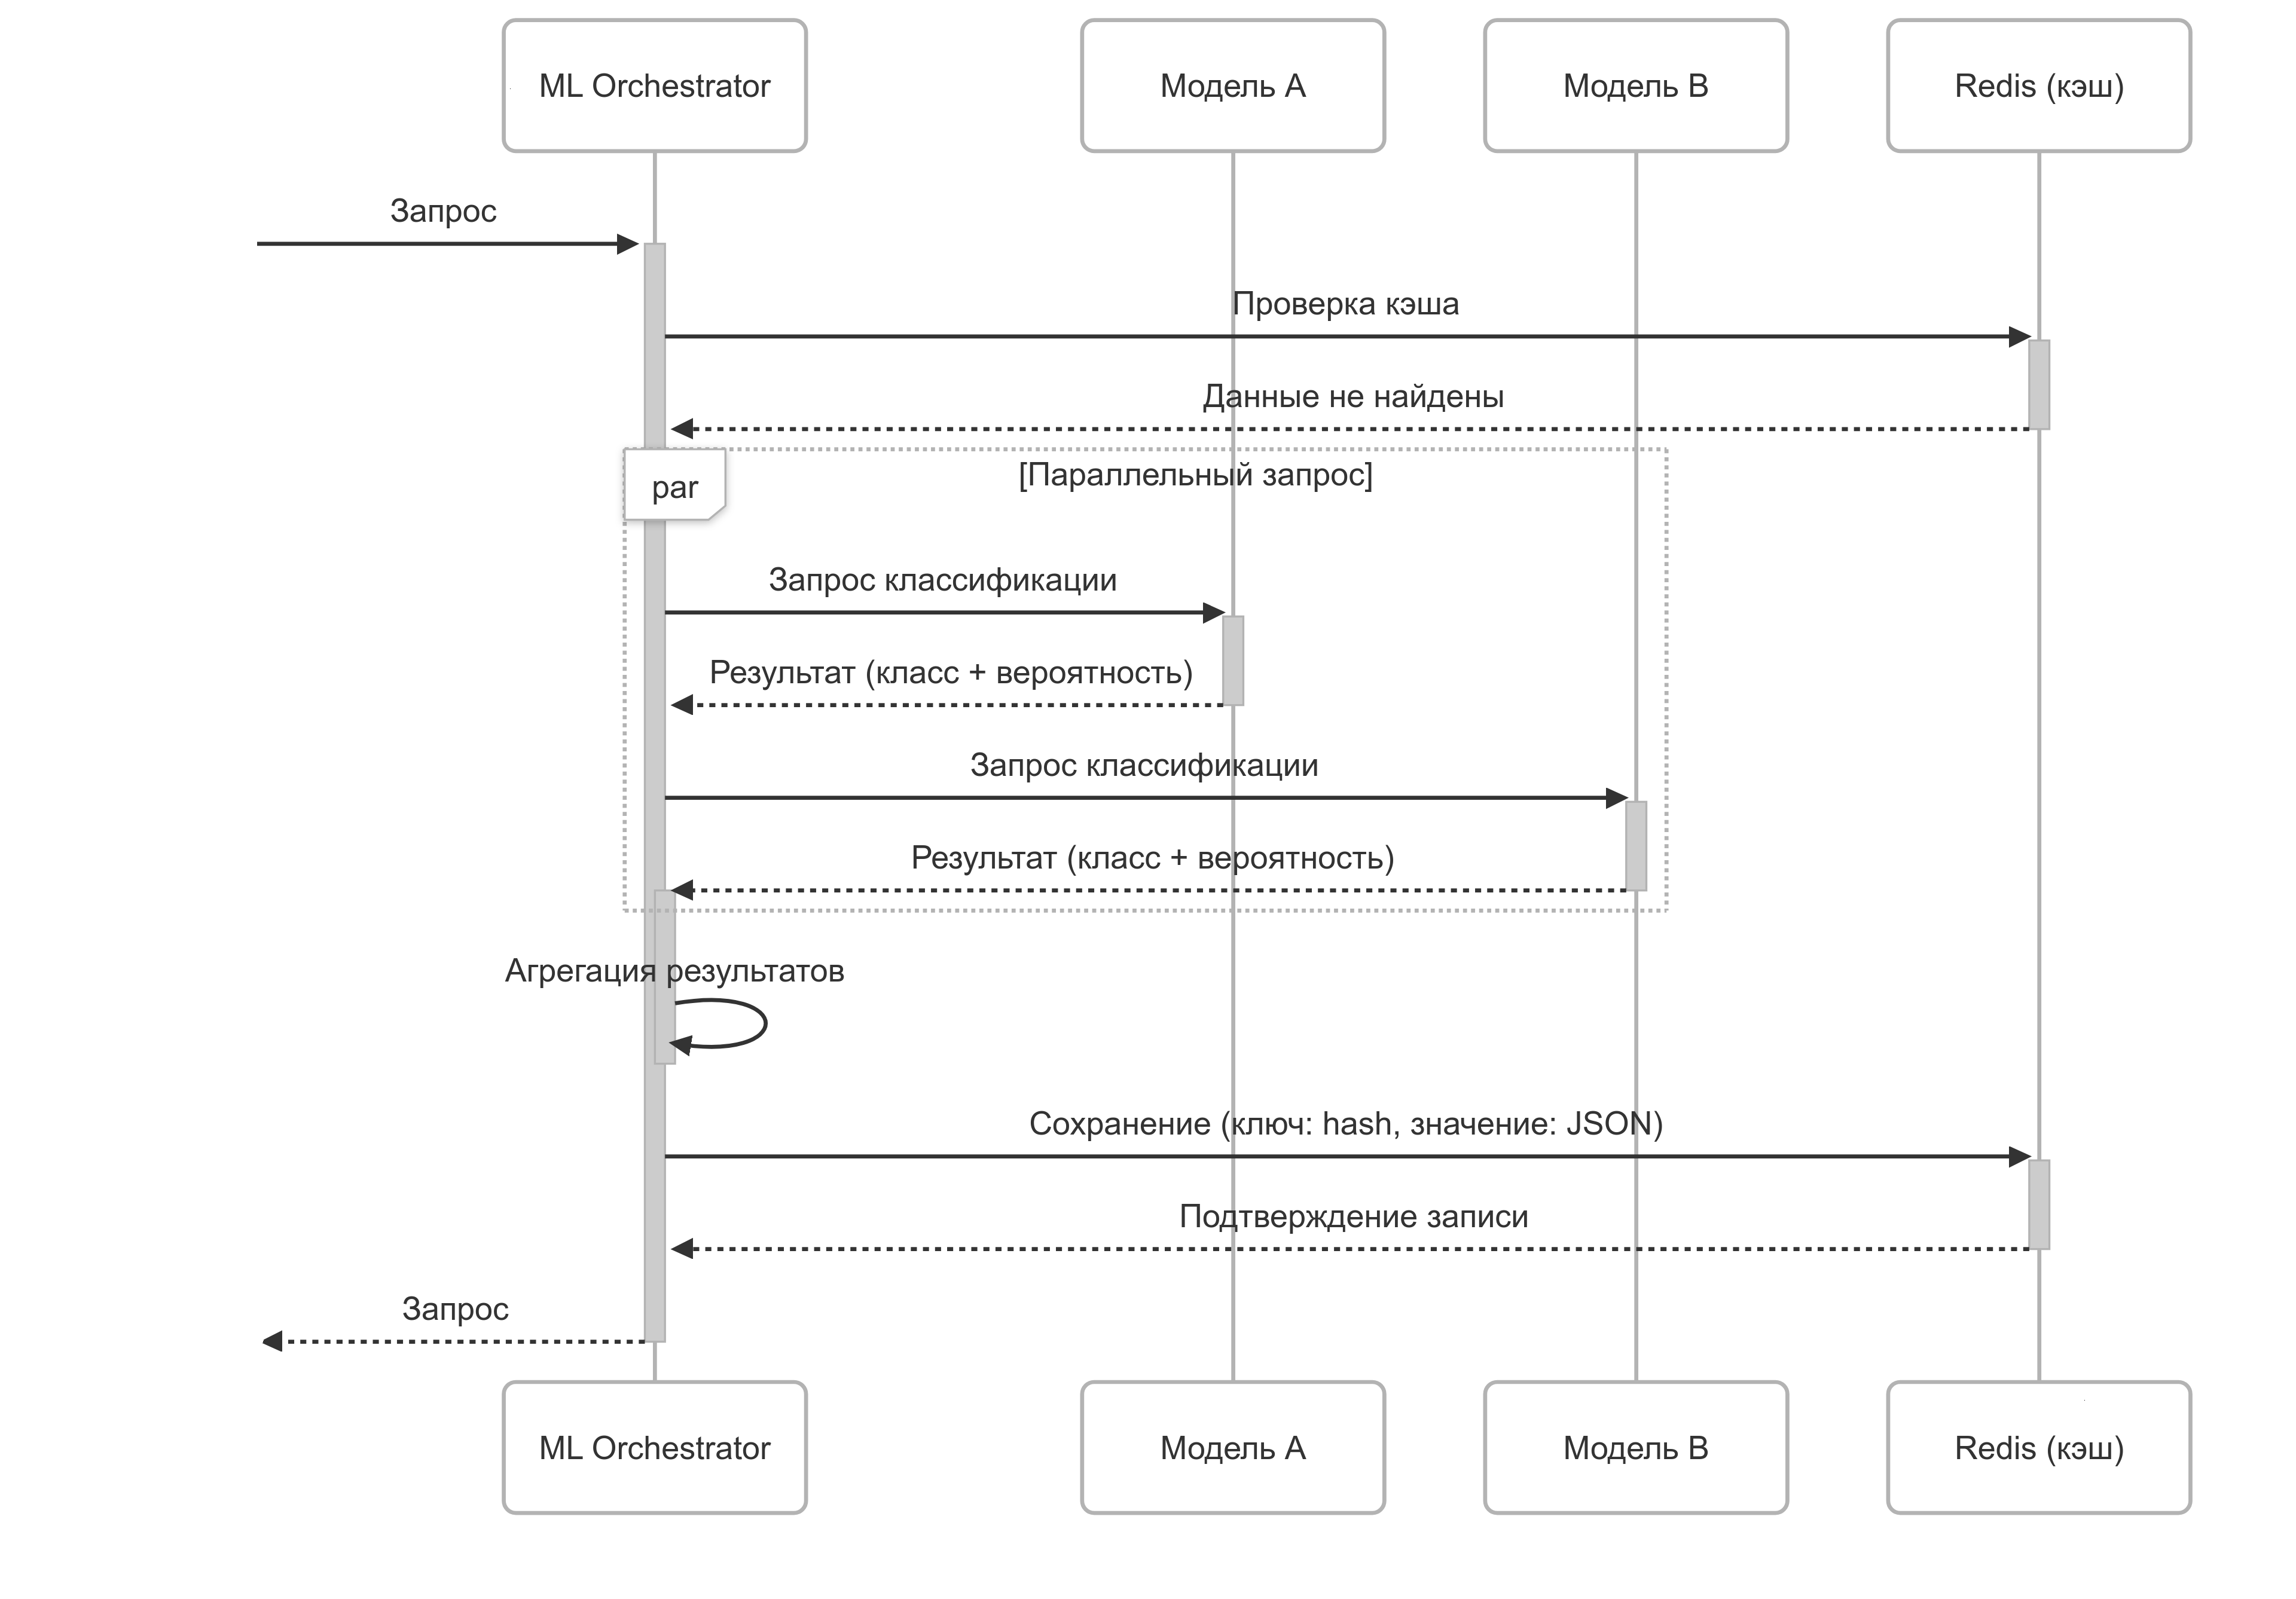 ML Orchestrator
Модель A
Модель B
Redis (кэш)
Запрос
Проверка кэша
Данные не найдены
par
[Параллельный запрос]
Запрос классификации
Результат (класс + вероятность)
Запрос классификации
Результат (класс + вероятность)
Агрегация результатов
Сохранение (ключ: hash, значение: JSON)
Подтверждение записи
Запрос
ML Orchestrator
Модель A
Модель B
Redis (кэш)